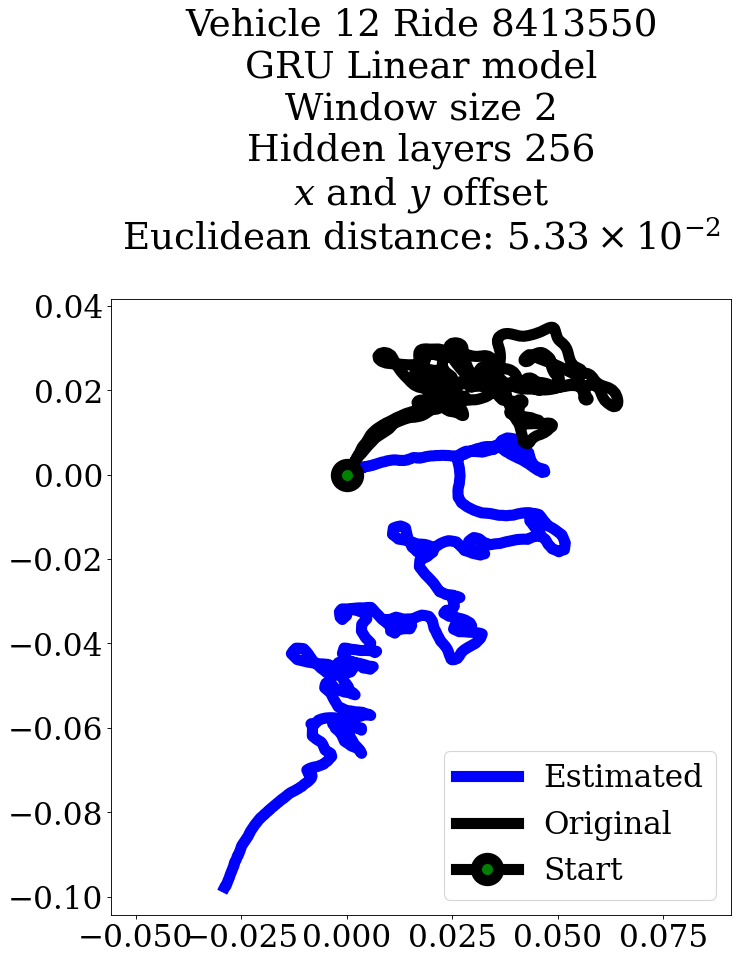 Vehicle 12 Ride 8413550
GRU Linear model
Window size 2
Hidden layers 256
x and y offset
Euclidean distance: 5.33 × 10⁻²
0.04
0.02
0.00
−0.02
−0.04
−0.06
−0.08
−0.10
Estimated
Original
Start
−0.050 −0.025 0.000 0.025 0.050 0.075